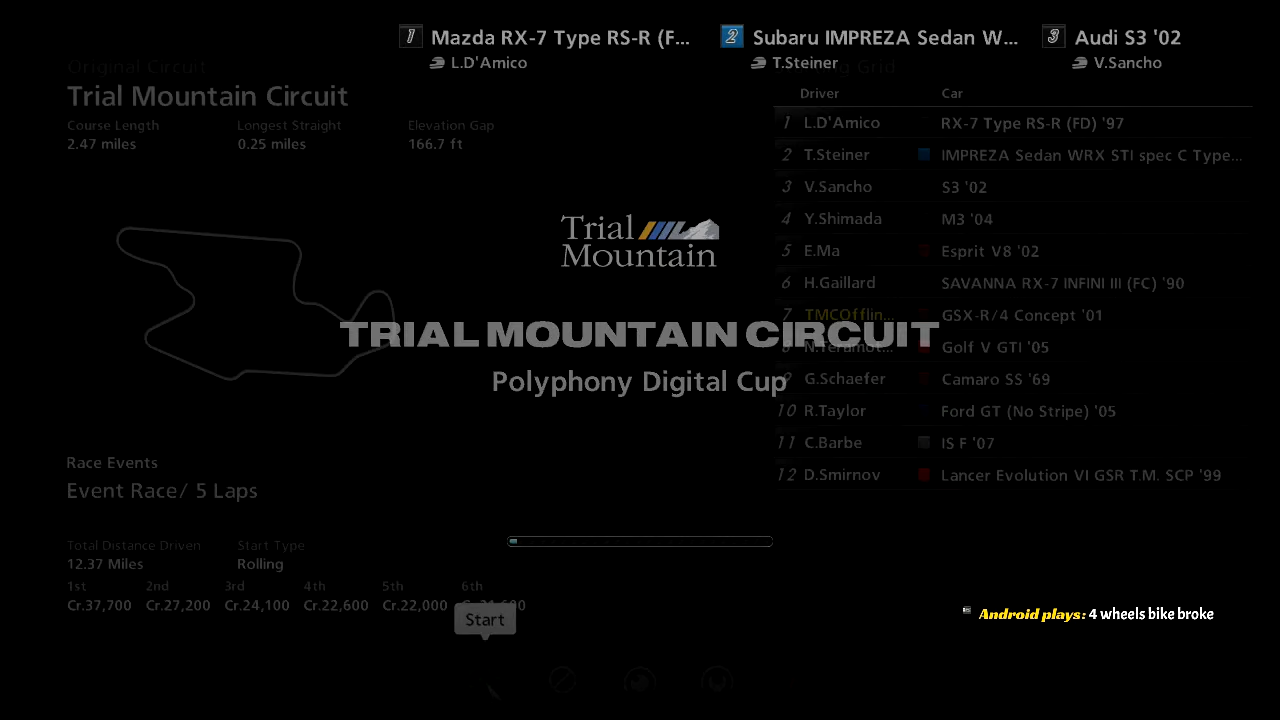 1 Mazda RX-7 Type RS-R (F...
L.D'Amico
2 Subaru IMPREZA Sedan W...
T.Steiner
3 Audi S3 '02
V.Sancho
Original Circuit
Trial Mountain Circuit
Course Length
2.47 miles
Longest Straight
0.25 miles
Elevation Gap
166.7 ft
Grid
Driver Car
1 L.D'Amico RX-7 Type RS-R (FD) '97
2 T.Steiner IMPREZA Sedan WRX STI spec C Type...
3 V.Sancho S3 '02
4 Y.Shimada M3 '04
5 E.Ma Esprit V8 '02
6 H.Gaillard SAVANNA RX-7 INFINI III (FC) '90
7 TMCOfflin... GSX-R/4 Concept '01
8 N.Teramot... Golf V GTI '05
9 G.Schaefer Camaro SS '69
10 R.Taylor Ford GT (No Stripe) '05
11 C.Barbe IS F '07
12 D.Smirnov Lancer Evolution VI GSR T.M. SCP '99
Trial
Mountain
TRIAL MOUNTAIN CIRCUIT
Polyphony Digital Cup
Race Events
Event Race/ 5 Laps
Total Distance Driven
12.37 Miles
Start Type
Rolling
1st 2nd 3rd 4th 5th 6th
Cr.37,700 Cr.27,200 Cr.24,100 Cr.22,600 Cr.22,000
Start
Android plays: 4 wheels bike broke